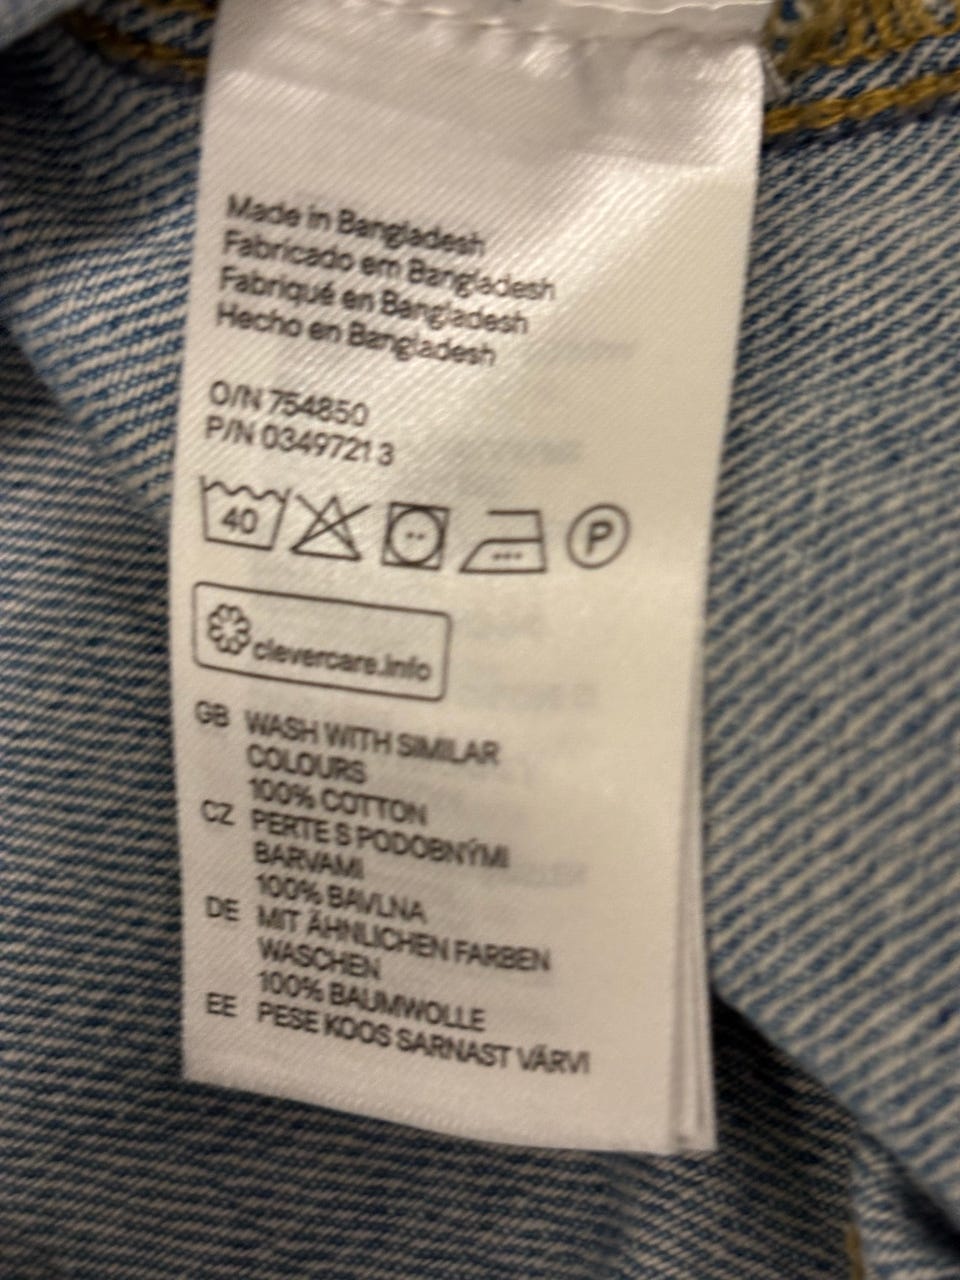 Made in Bangladesh
Fabricado em Bangladesh
Fabriqué en Bangladesh
Hecho en Bangladesh
O/N 754850
P/N 03497213
40 P
clevercare.info
GB WASH WITH SIMILAR
COLOURS
100% COTTON
CZ PERTE S PODOBNÝMI
BARVAMI
100% BAVLNA
DE MIT ÄHNLICHEN FARBEN
WASCHEN
100% BAUMWOLLE
EE PESE KOOS SARNAST VÄRVI